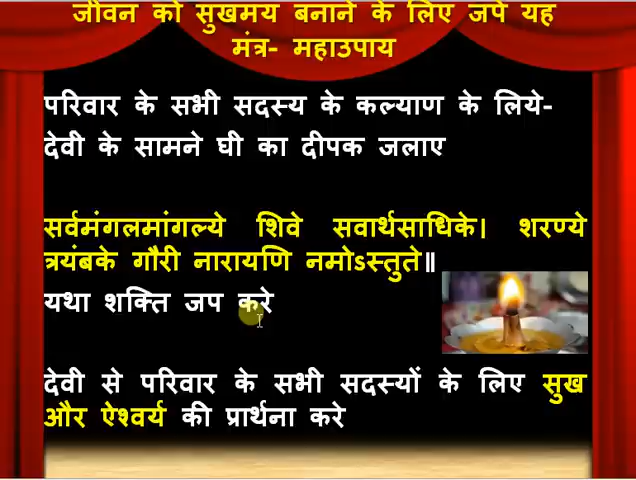 जीवन को सुखमय बनाने के लिए जपे यह
मंत्र- महाउपाय
परिवार के सभी सदस्य के कल्याण के लिये-
देवी के सामने घी का दीपक जलाए
सर्वमंगलमांगल्ये शिवे सवार्थसाधिके। शरण्ये
त्रयंबके गौरी नारायणि नमोऽस्तुते॥
यथा शक्ति जप करे
देवी से परिवार के सभी सदस्यों के लिए सुख
और ऐश्वर्य की प्रार्थना करे